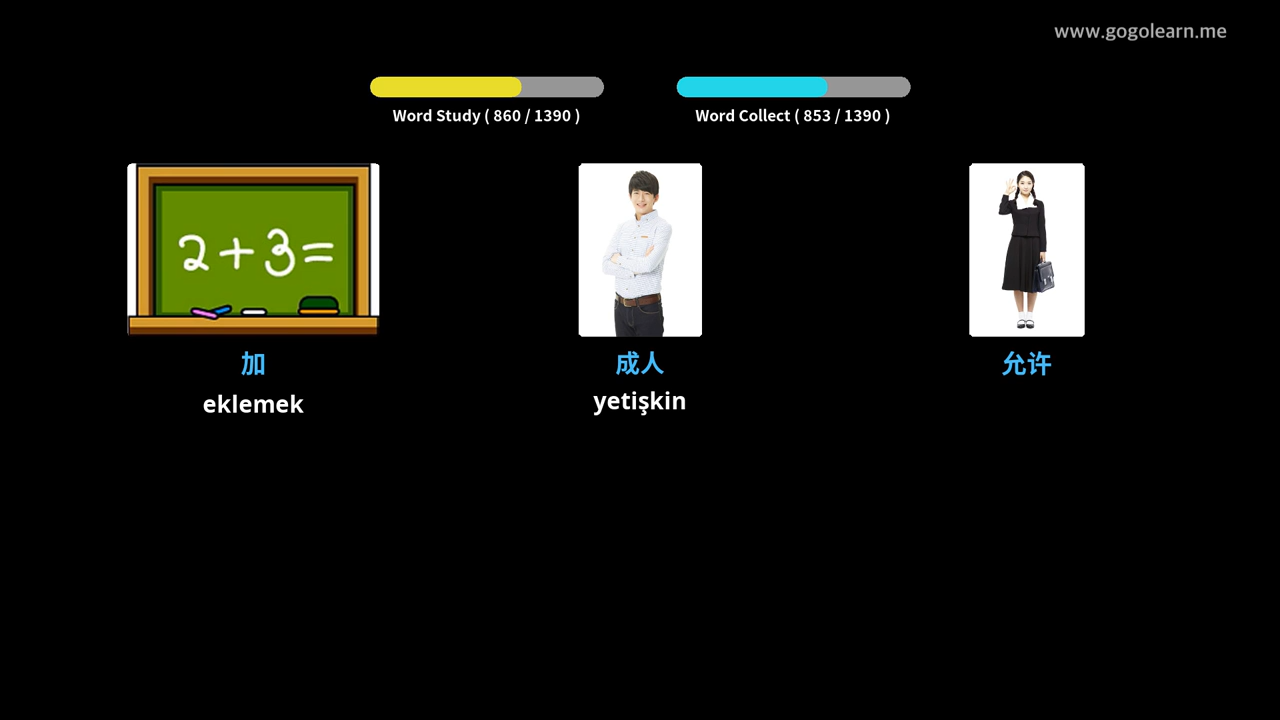 www.gogolearn.me
Word Study ( 860 / 1390 )
Word Collect ( 853 / 1390 )
2+3=
加
eklemek
成人
yetişkin
允许